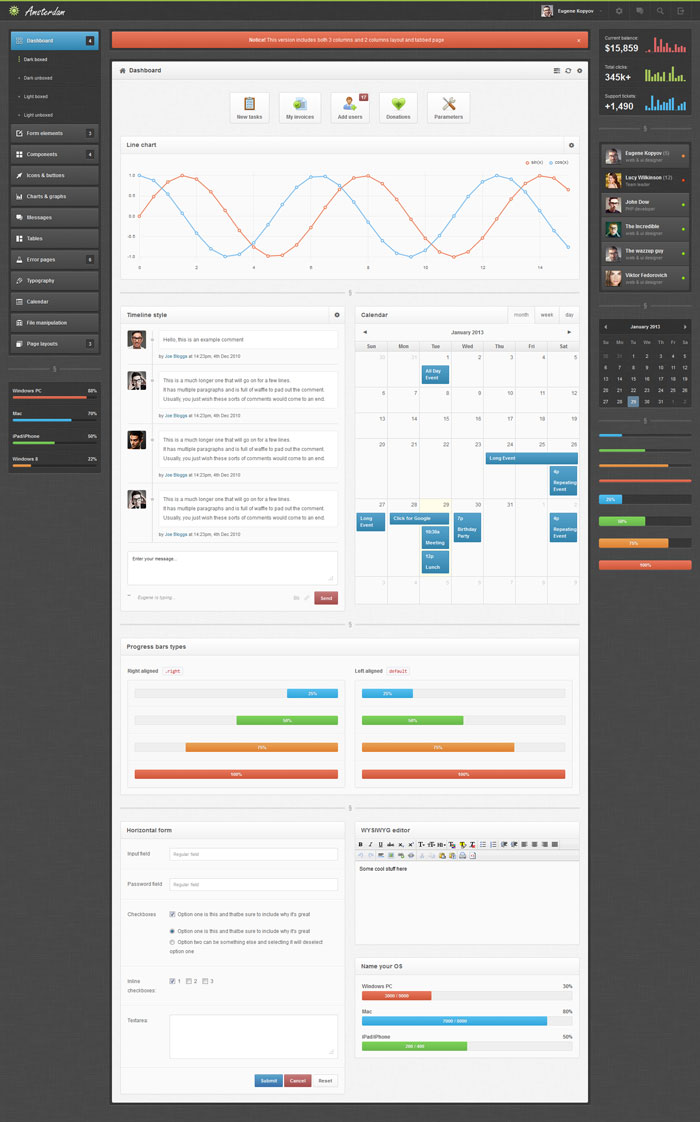 Amsterdam
Eugene Kopyov
Dashboard 4
Dark boxed
Dark unboxed
Light boxed
Light unboxed
Form elements 3
Components 4
Icons & buttons
Charts & graphs
Messages
Tables
Error pages 6
Typography
Calendar
File manipulation
Page layouts 3
Windows PC 88%
Mac 70%
iPad/iPhone 50%
Windows 8 22%
Notice! This version includes both 3 columns and 2 columns layout and tabbed page x
Dashboard
New tasks
My invoices
17
Add users
Donations
Parameters
Line chart
sin(x) cos(x)
1.0
0.5
0.0
-0.5
-1.0
0 2 4 6 8 10 12 14
Timeline style
Hello, this is an example comment
by Joe Bloggs at 14:23pm, 4th Dec 2010
This is a much longer one that will go on for a few lines.
It has multiple paragraphs and is full of waffle to pad out the comment.
Usually, you just wish these sorts of comments would come to an end.
by Joe Bloggs at 14:23pm, 4th Dec 2010
This is a much longer one that will go on for a few lines.
It has multiple paragraphs and is full of waffle to pad out the comment.
Usually, you just wish these sorts of comments would come to an end.
by Joe Bloggs at 14:23pm, 4th Dec 2010
This is a much longer one that will go on for a few lines.
It has multiple paragraphs and is full of waffle to pad out the comment.
Usually, you just wish these sorts of comments would come to an end.
by Joe Bloggs at 14:23pm, 4th Dec 2010
Enter your message...
Eugene is typing...
Send
Calendar
month week day
January 2013
Sun Mon Tue Wed Thu Fri Sat
30 31 1 2 3 4 5
All Day
Event
6 7 8 9 10 11 12
13 14 15 16 17 18 19
20 21 22 23 24 25 26
Long Event
4p
Repeating
Event
27 28 29 30 31 1 2
Long
Event
Click for Google
10:30a
Meeting
12p
Lunch
7p
Birthday
Party
4p
Repeating
Event
3 4 5 6 7 8 9
Progress bars types
Right aligned .right
25%
50%
75%
100%
Left aligned default
25%
50%
75%
100%
Horizontal form
Input field
Regular field
Password field
Regular field
Checkboxes
Option one is this and thatbe sure to include why it's great
Option one is this and thatbe sure to include why it's great
Option two can be something else and selecting it will deselect
option one
Inline
checkboxes:
1 2 3
Textarea:
Submit
Cancel
Reset
WYSIWYG editor
Some cool stuff here
Name your OS
Windows PC 30%
3000 / 9000
Mac 80%
7000 / 8000
iPad/iPhone 50%
200 / 400
Current balance:
$15,859
Total clicks:
345k+
Support tickets:
+1,490
Eugene Kopyov (5)
web & ui designer
Lucy Wilkinson (12)
Team leader
John Dow
PHP developer
The Incredible
web & ui designer
The wazzup guy
web & ui designer
Viktor Fedorovich
web & ui designer
January 2013
Su Mo Tu We Th Fr Sa
30 31 1 2 3 4 5
6 7 8 9 10 11 12
13 14 15 16 17 18 19
20 21 22 23 24 25 26
27 28 29 30 31 1 2
25%
50%
75%
100%